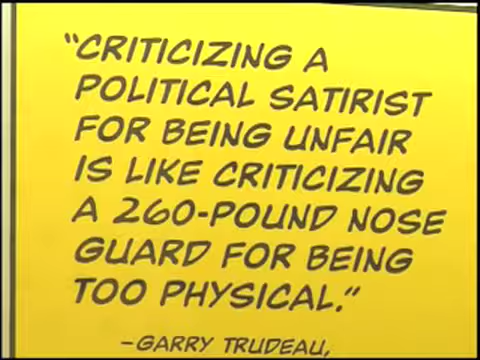 "CRITICIZING A
POLITICAL SATIRIST
FOR BEING UNFAIR
IS LIKE CRITICIZING
A 260-POUND NOSE
GUARD FOR BEING
TOO PHYSICAL."
–GARRY TRUDEAU,